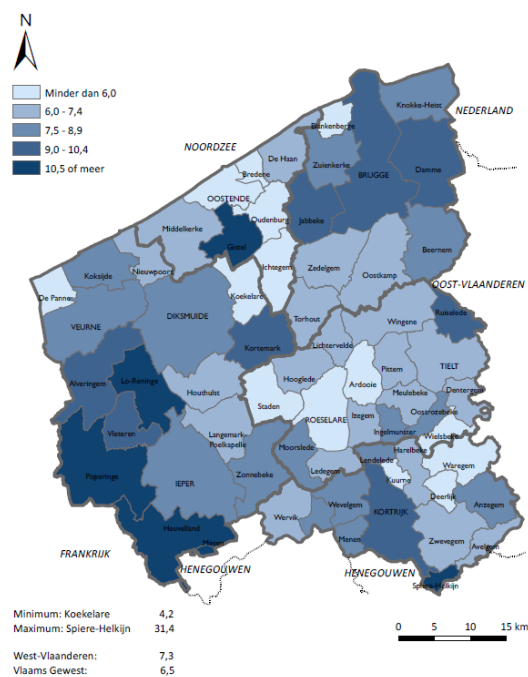 N
Minder dan 6,0
6,0 - 7,4
7,5 - 8,9
9,0 - 10,4
10,5 of meer
NOORDZEE
NEDERLAND
Knokke-Heist
Blankenberge
De Haan
Zuienkerke
BRUGGE
Damme
Bredene
OOSTENDE
Oudenburg
Jabbeke
Middelkerke
Gistel
Beernem
Ichtegem
Zedelgem
Oostkamp
Koksijde
Nieuwpoort
De Panne
Koekelare
OOST-VLAANDEREN
Ruiselede
DIKSMUIDE
VEURNE
Torhout
Wingene
Kortemark
Lichtervelde
Lo-Reninge
Alveringem
Houthulst
Hooglede
Ardooie
Pittem
TIELT
Staden
Meulebeke
Dentergem
ROESELARE
Izegem
Oostrozebeke
Vleteren
Langemark-
Poelkapelle
Ingelmunster
Wielsbeke
Moorslede
Ledegem
Lendelede
Harelbeke
Waregem
Poperinge
IEPER
Zonnebeke
Kuurne
Deerlijk
Wevelgem
KORTRIJK
Anzegem
Wervik
Menen
Zwevegem
Avelgem
Heuvelland
Mesen
FRANKRIJK
HENEGOUWEN
HENEGOUWEN
Spiere-Helkijn
Minimum: Koekelare 4,2
Maximum: Spiere-Helkijn 31,4
West-Vlaanderen: 7,3
Vlaams Gewest: 6,5
0 5 10 15 km